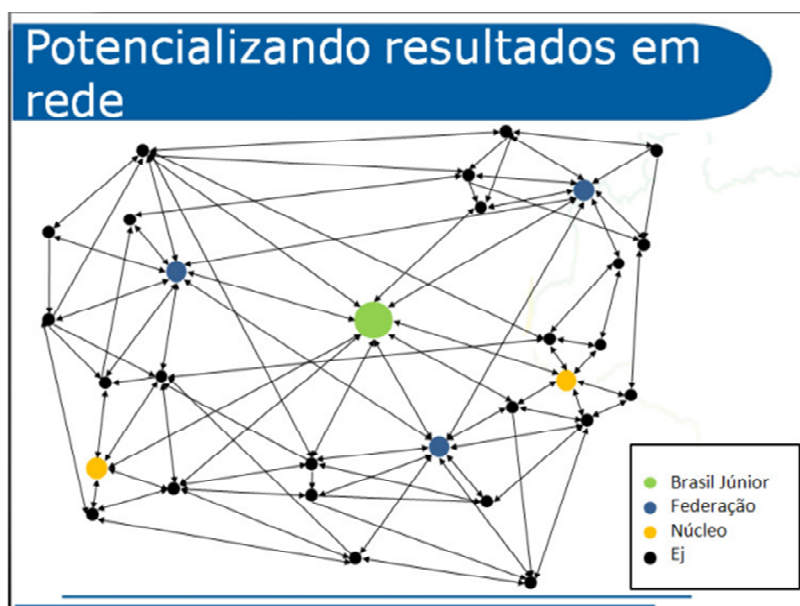 Potencializando resultados em
rede
Brasil Júnior
Federação
Núcleo
Ej